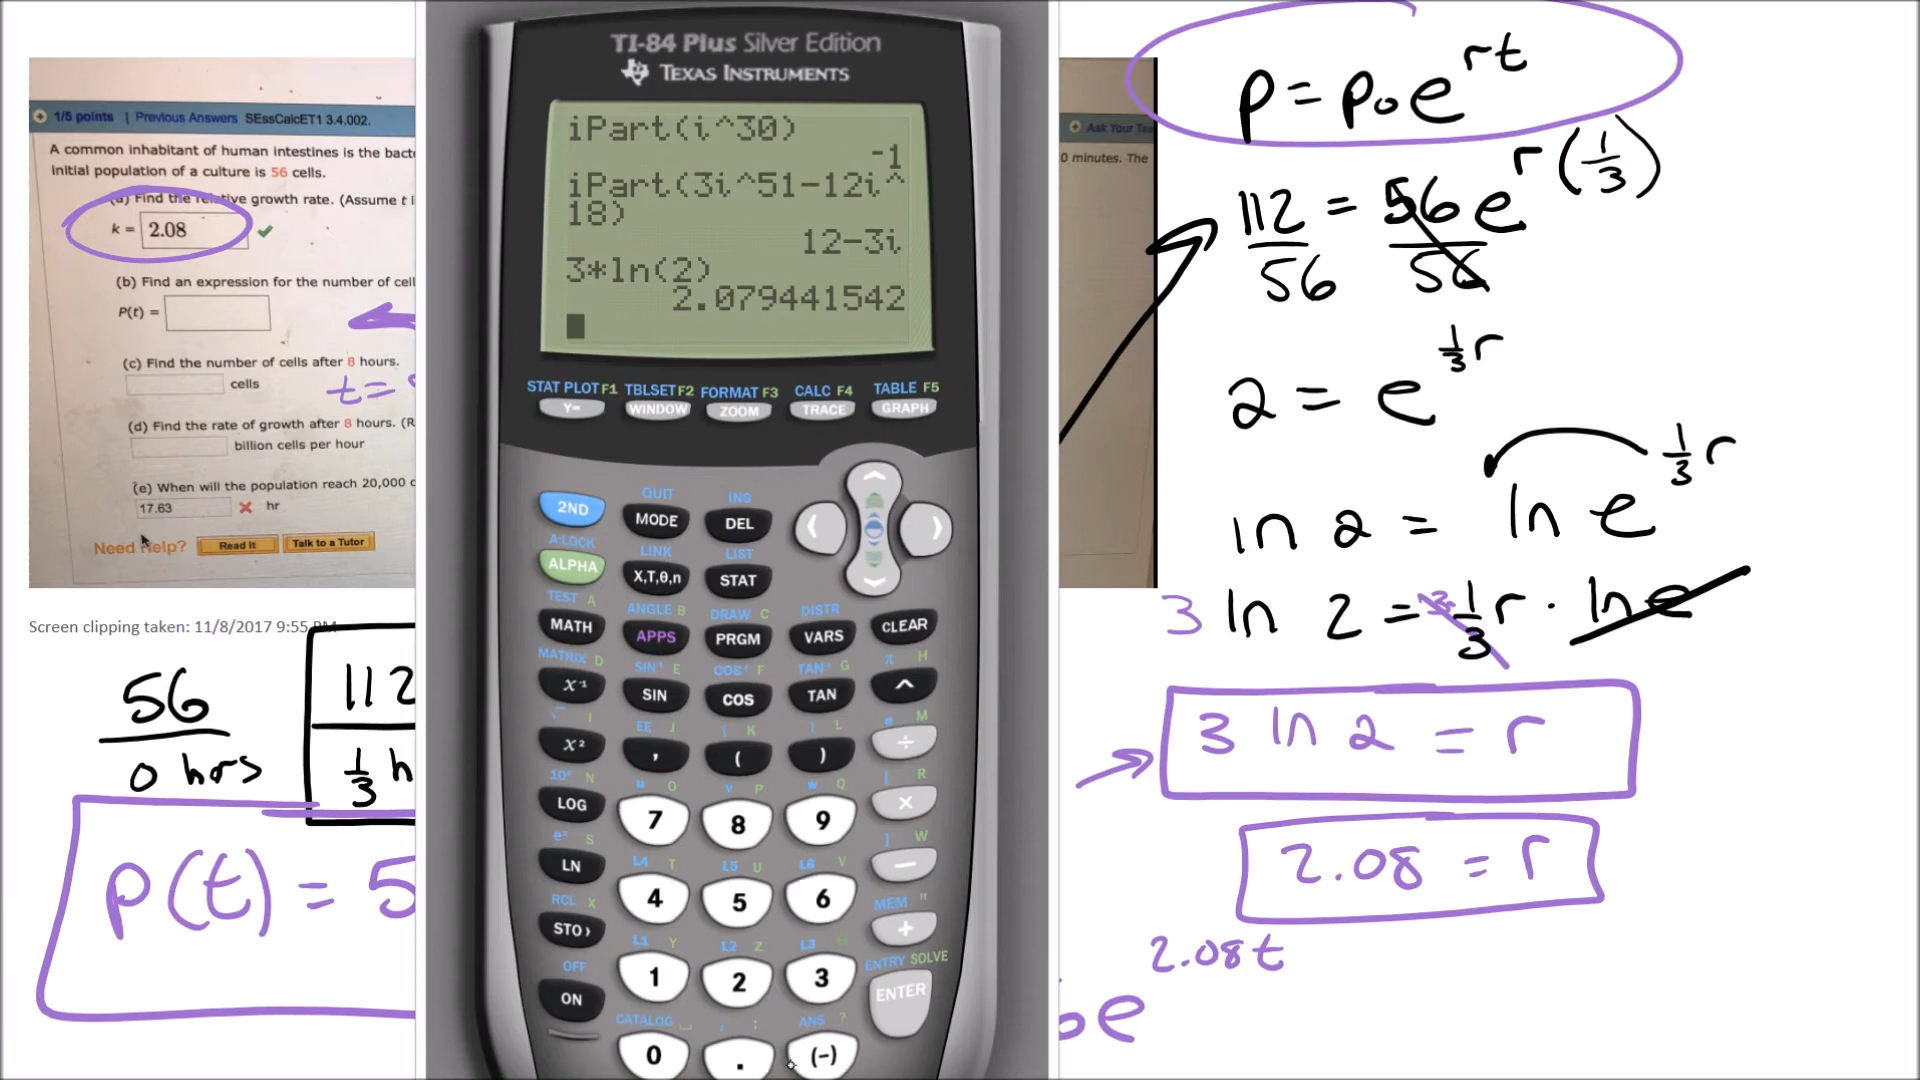 1/5 points | Previous Answers SEssCalcET1 3.4.002.
A common inhabitant of human intestines is the bact
initial population of a culture is 56 cells.
(a) Find the relative growth rate. (Assume t i
k = 2.08
(b) Find an expression for the number of cell
P(t) =
(c) Find the number of cells after 8 hours.
cells
t=
(d) Find the rate of growth after 8 hours. (R
billion cells per hour
(e) When will the population reach 20,000 c
17.63 hr
Need Help? Read It Talk to a Tutor
Screen clipping taken: 11/8/2017 9:55 PM
56
0 hrs
112
1/3 h
p(t) = 5
TI-84 Plus Silver Edition
TEXAS INSTRUMENTS
iPart(i^30)
-1
iPart(3i^51-12i^
18)
12-3i
3*ln(2)
2.079441542
STAT PLOT F1 TBLSET F2 FORMAT F3 CALC F4 TABLE F5
Y= WINDOW ZOOM TRACE GRAPH
QUIT INS
2ND MODE DEL
A-LOCK LINK LIST
ALPHA X,T,θ,n STAT
TEST A ANGLE B DRAW C DISTR
MATH APPS PRGM VARS CLEAR
MATRIX D SIN⁻¹ E COS⁻¹ F TAN⁻¹ G π H
X⁻¹ SIN COS TAN ^
√ I EE J { K } L e M
X² , ( ) ÷
10ˣ N u O v P w Q [ R
LOG 7 8 9 ×
eˣ S L4 T L5 U L6 V ] W
LN 4 5 6 −
RCL X L1 Y L2 Z L3 θ MEM "
STO› 1 2 3 +
OFF ENTRY SOLVE
ON ENTER
CATALOG ␣ i : ANS ?
0 . (−)
Ask Your Tea
0 minutes. The
p = p₀e^rt
112 = 56e^r(1/3)
56 56
2 = e^1/3r
ln 2 = ln e^1/3r
3 ln 2 = 3 1/3r · ln e
3 ln 2 = r
2.08 = r
e^2.08t